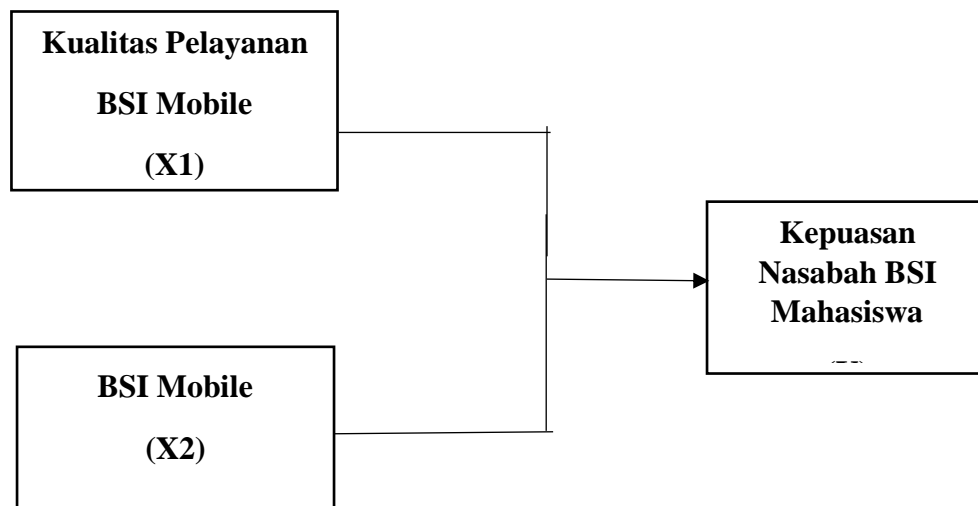 Kualitas Pelayanan
BSI Mobile
(X1)
Kepuasan
Nasabah BSI
Mahasiswa
BSI Mobile
(X2)